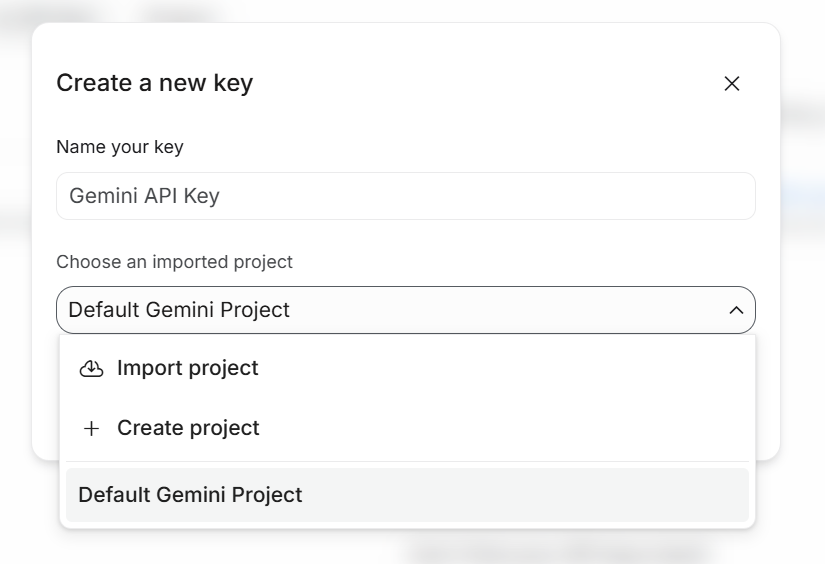 Create a new key
Name your key
Gemini API Key
Choose an imported project
Default Gemini Project
Import project
Create project
Default Gemini Project